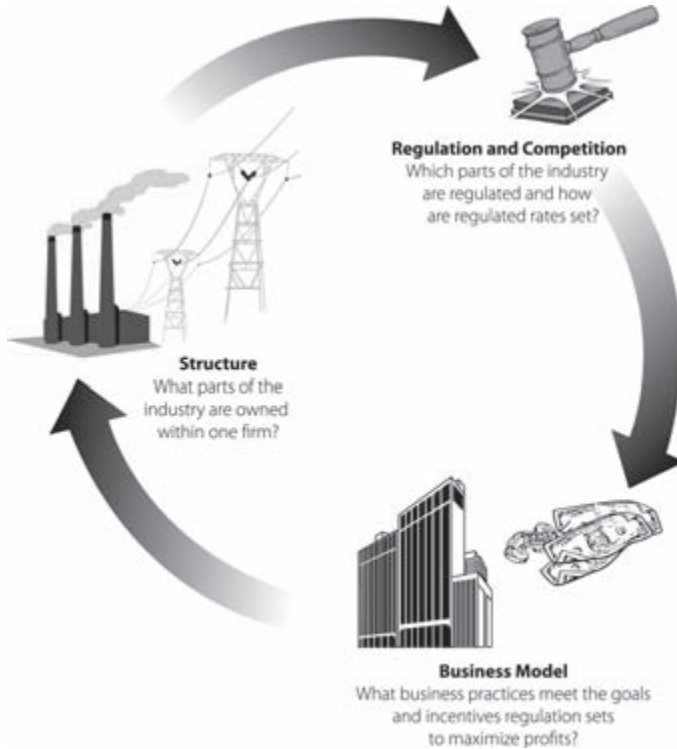 Regulation and Competition
Which parts of the industry
are regulated and how
are regulated rates set?
Structure
What parts of the
industry are owned
within one firm?
Business Model
What business practices meet the goals
and incentives regulation sets
to maximize profits?